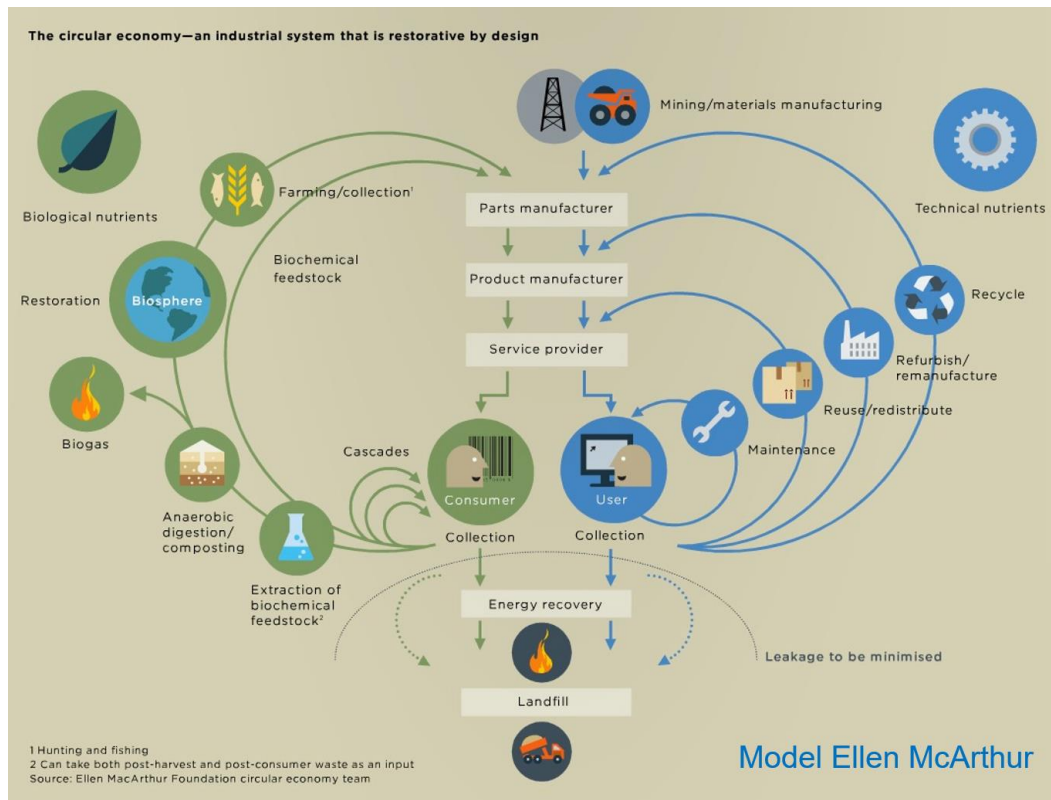 The circular economy—an industrial system that is restorative by design
Mining/materials manufacturing
Biological nutrients
Technical nutrients
Farming/collection¹
Parts manufacturer
Biochemical
feedstock
Product manufacturer
Restoration
Biosphere
Recycle
Service provider
Refurbish/
remanufacture
Reuse/redistribute
Biogas
Cascades
Maintenance
Consumer
User
Anaerobic
digestion/
composting
Collection
Collection
Extraction of
biochemical
feedstock²
Energy recovery
Leakage to be minimised
Landfill
1 Hunting and fishing
2 Can take both post-harvest and post-consumer waste as an input
Source: Ellen MacArthur Foundation circular economy team
Model Ellen McArthur